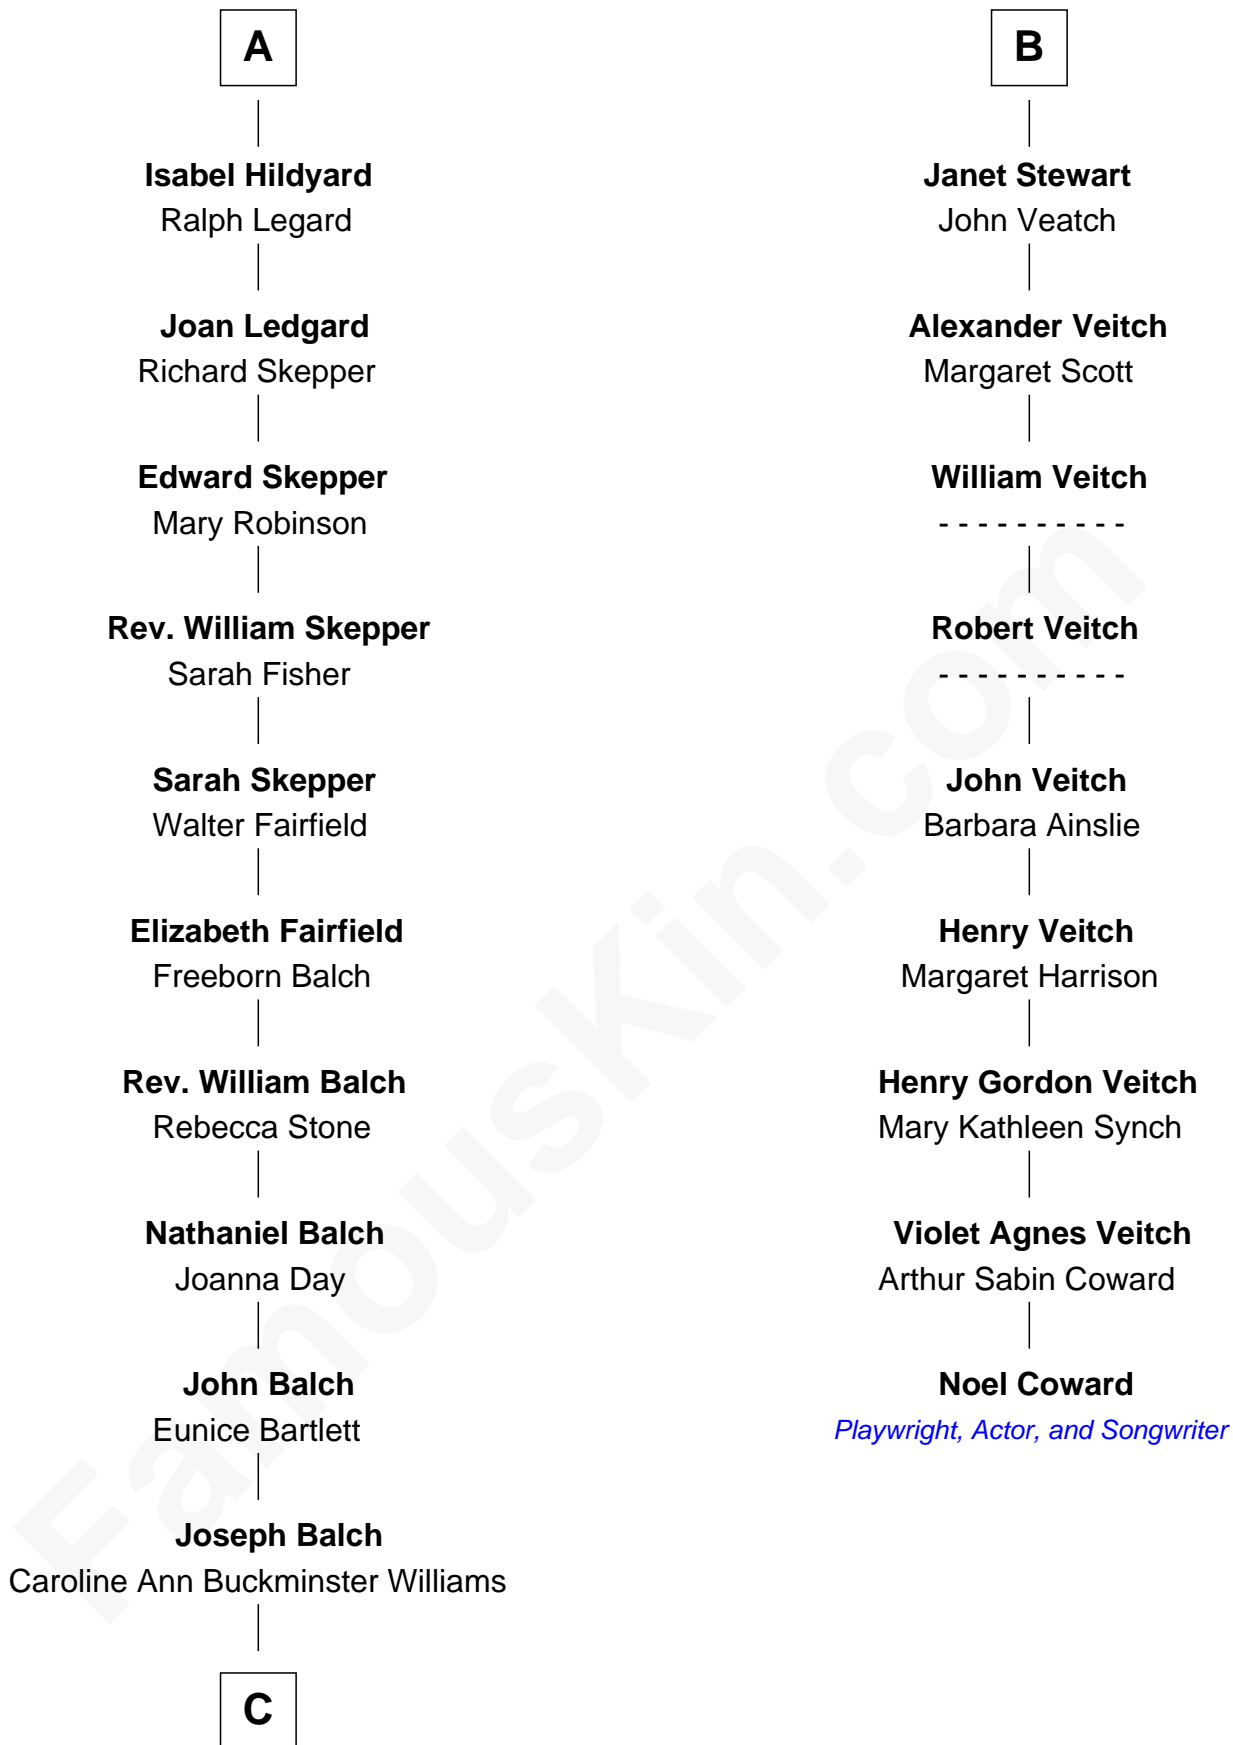 A
Isabel Hildyard
Ralph Legard
Joan Ledgard
Richard Skepper
Edward Skepper
Mary Robinson
Rev. William Skepper
Sarah Fisher
Sarah Skepper
Walter Fairfield
Elizabeth Fairfield
Freeborn Balch
Rev. William Balch
Rebecca Stone
Nathaniel Balch
Joanna Day
John Balch
Eunice Bartlett
Joseph Balch
Caroline Ann Buckminster Williams
C
B
Janet Stewart
John Veatch
Alexander Veitch
Margaret Scott
William Veitch
- - - - - - - - - -
Robert Veitch
- - - - - - - - - -
John Veitch
Barbara Ainslie
Henry Veitch
Margaret Harrison
Henry Gordon Veitch
Mary Kathleen Synch
Violet Agnes Veitch
Arthur Sabin Coward
Noel Coward
Playwright, Actor, and Songwriter
FamousKin.com